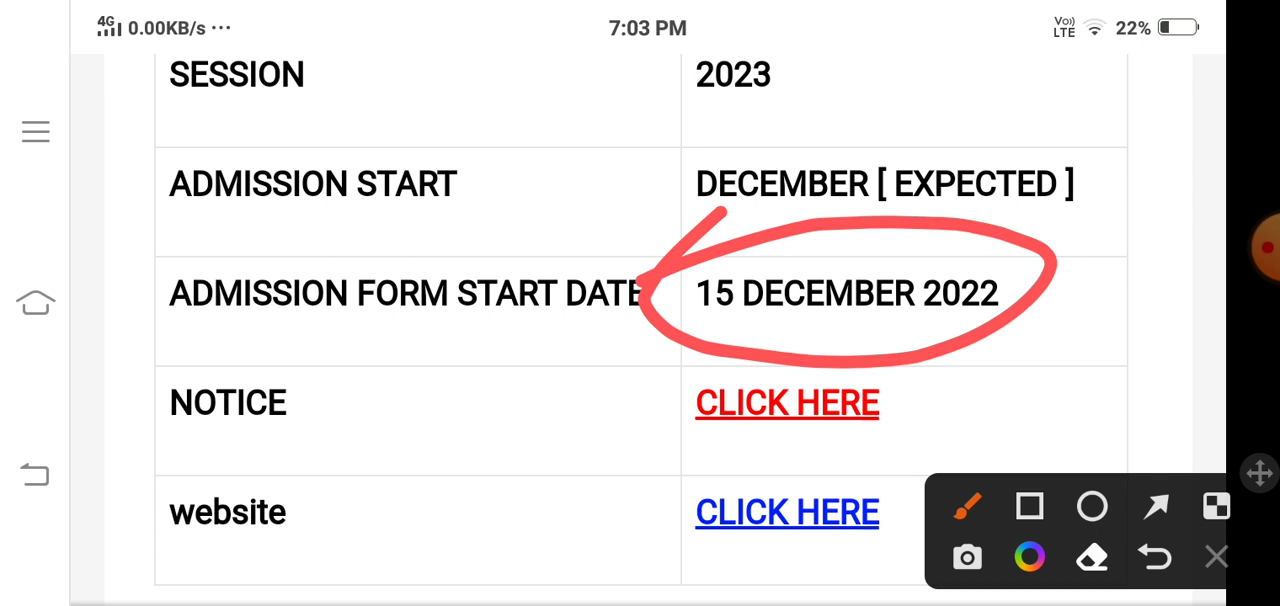 4G 0.00KB/s ... 7:03 PM Vo)) LTE 22%
SESSION 2023
ADMISSION START DECEMBER [ EXPECTED ]
ADMISSION FORM START DATE 15 DECEMBER 2022
NOTICE CLICK HERE
website CLICK HERE